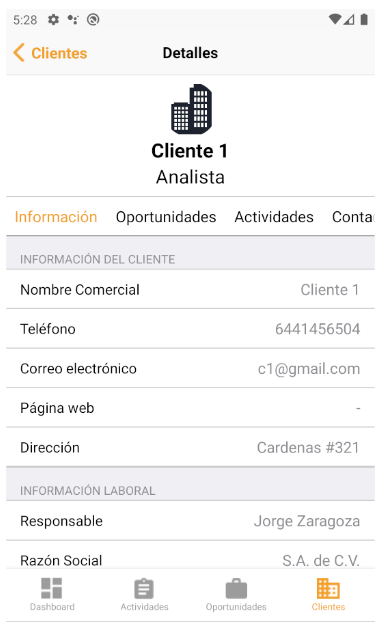 5:28
Clientes
Detalles
Cliente 1
Analista
Información Oportunidades Actividades Conta
INFORMACIÓN DEL CLIENTE
Nombre Comercial Cliente 1
Teléfono 6441456504
Correo electrónico c1@gmail.com
Página web -
Dirección Cardenas #321
INFORMACIÓN LABORAL
Responsable Jorge Zaragoza
Razón Social S.A. de C.V.
Dashboard Actividades Oportunidades Clientes